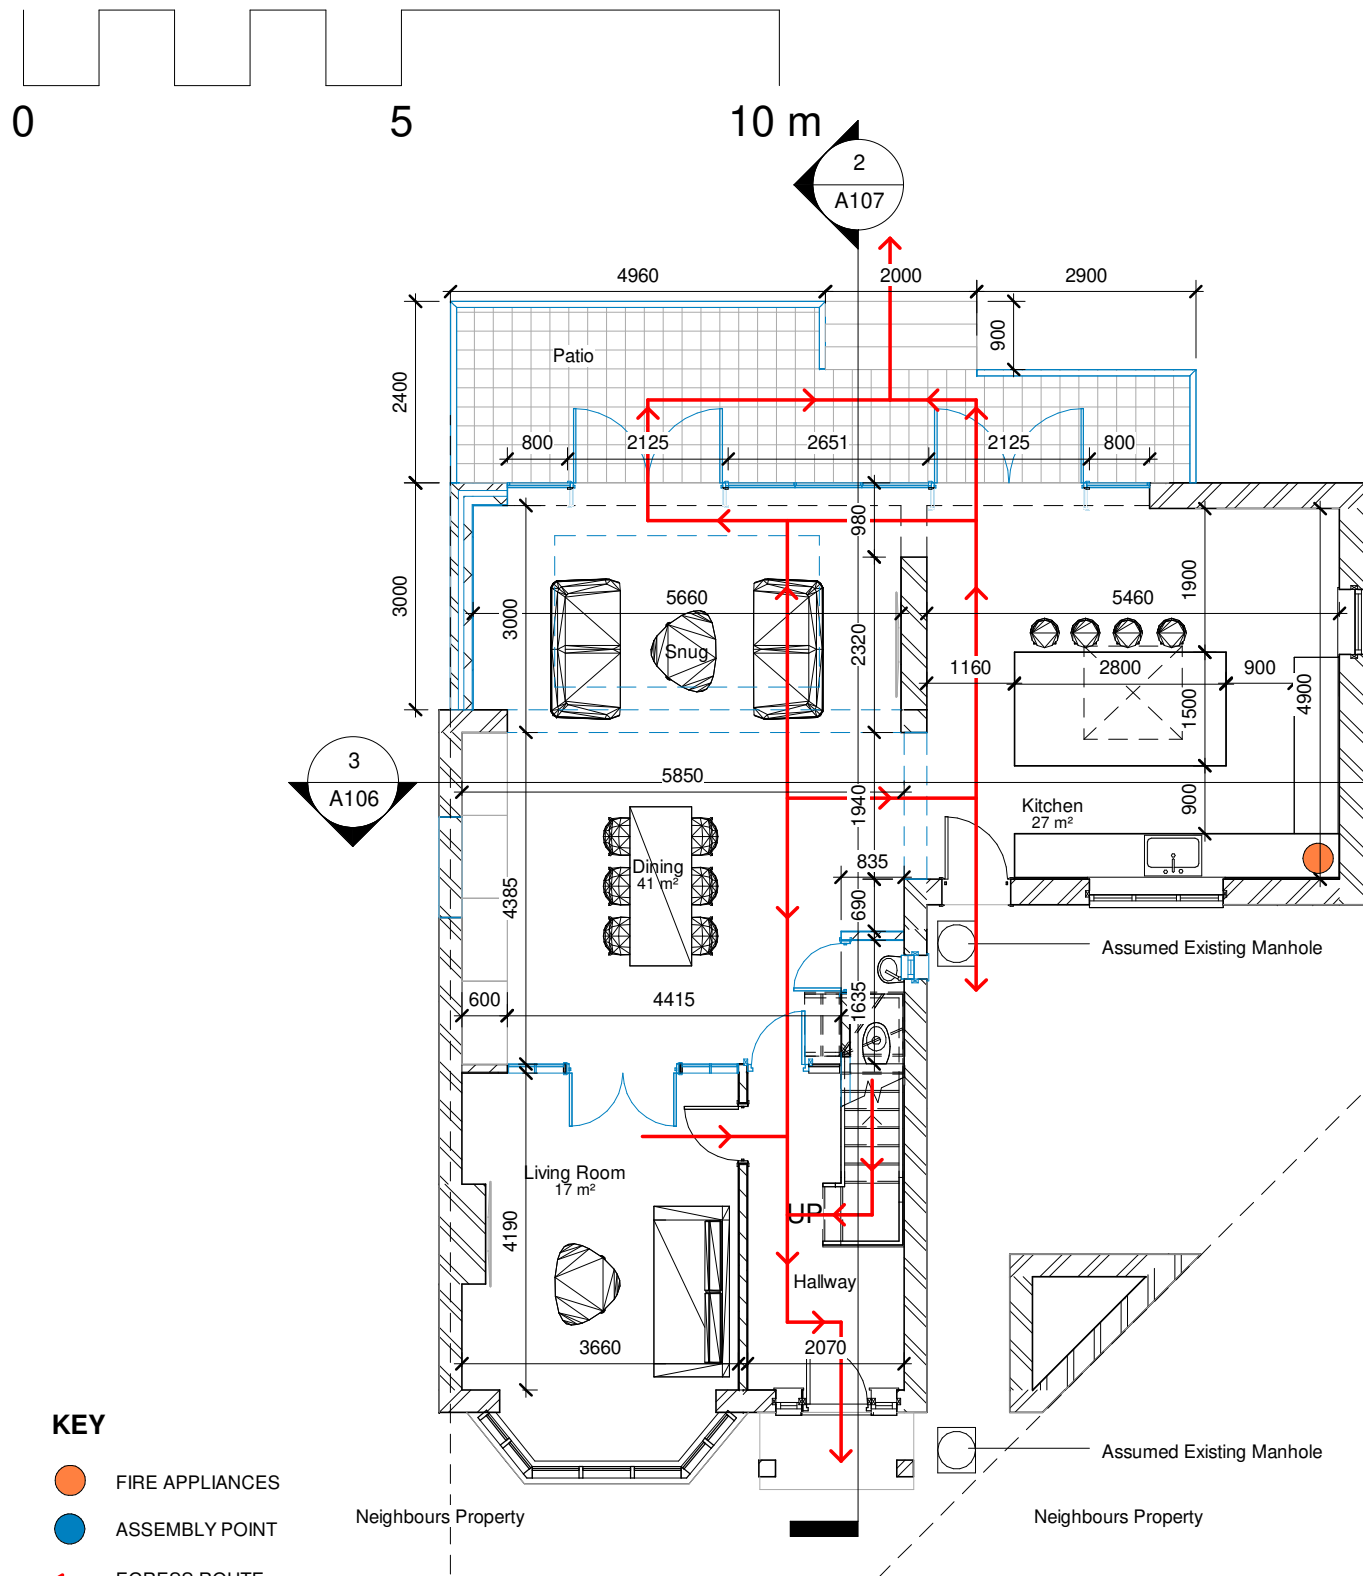 0 5 10 m
2
A107
4960 2000 2900
900
Patio
2400
800 2125 2651 2125 800
980
3000
3000
5660
Snug
2320
1900
5460
1160 2800 900
1500
4900
3
A106
5850
1940
900
Kitchen
27 m²
Dining
41 m²
835
690
4385
Assumed Existing Manhole
600 4415
1635
Living Room
17 m²
4190
UP
Hallway
3660 2070
KEY
FIRE APPLIANCES
ASSEMBLY POINT
EGRESS ROUTE
Assumed Existing Manhole
Neighbours Property
Neighbours Property